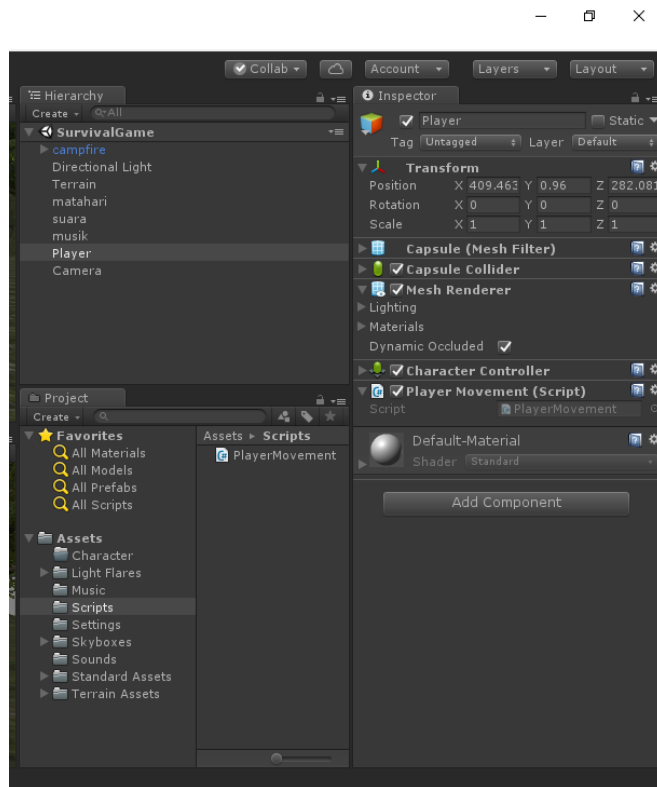 Collab
Account
Layers
Layout
Hierarchy
Create
All
SurvivalGame
campfire
Directional Light
Terrain
matahari
suara
musik
Player
Camera
Project
Create
Favorites
All Materials
All Models
All Prefabs
All Scripts
Assets
Character
Light Flares
Music
Scripts
Settings
Skyboxes
Sounds
Standard Assets
Terrain Assets
Assets ▸ Scripts
PlayerMovement
Inspector
Player Static
Tag Untagged Layer Default
Transform
Position X 409.463 Y 0.96 Z 282.081
Rotation X 0 Y 0 Z 0
Scale X 1 Y 1 Z 1
Capsule (Mesh Filter)
Capsule Collider
Mesh Renderer
Lighting
Materials
Dynamic Occluded
Character Controller
Player Movement (Script)
Script PlayerMovement
Default-Material
Shader Standard
Add Component